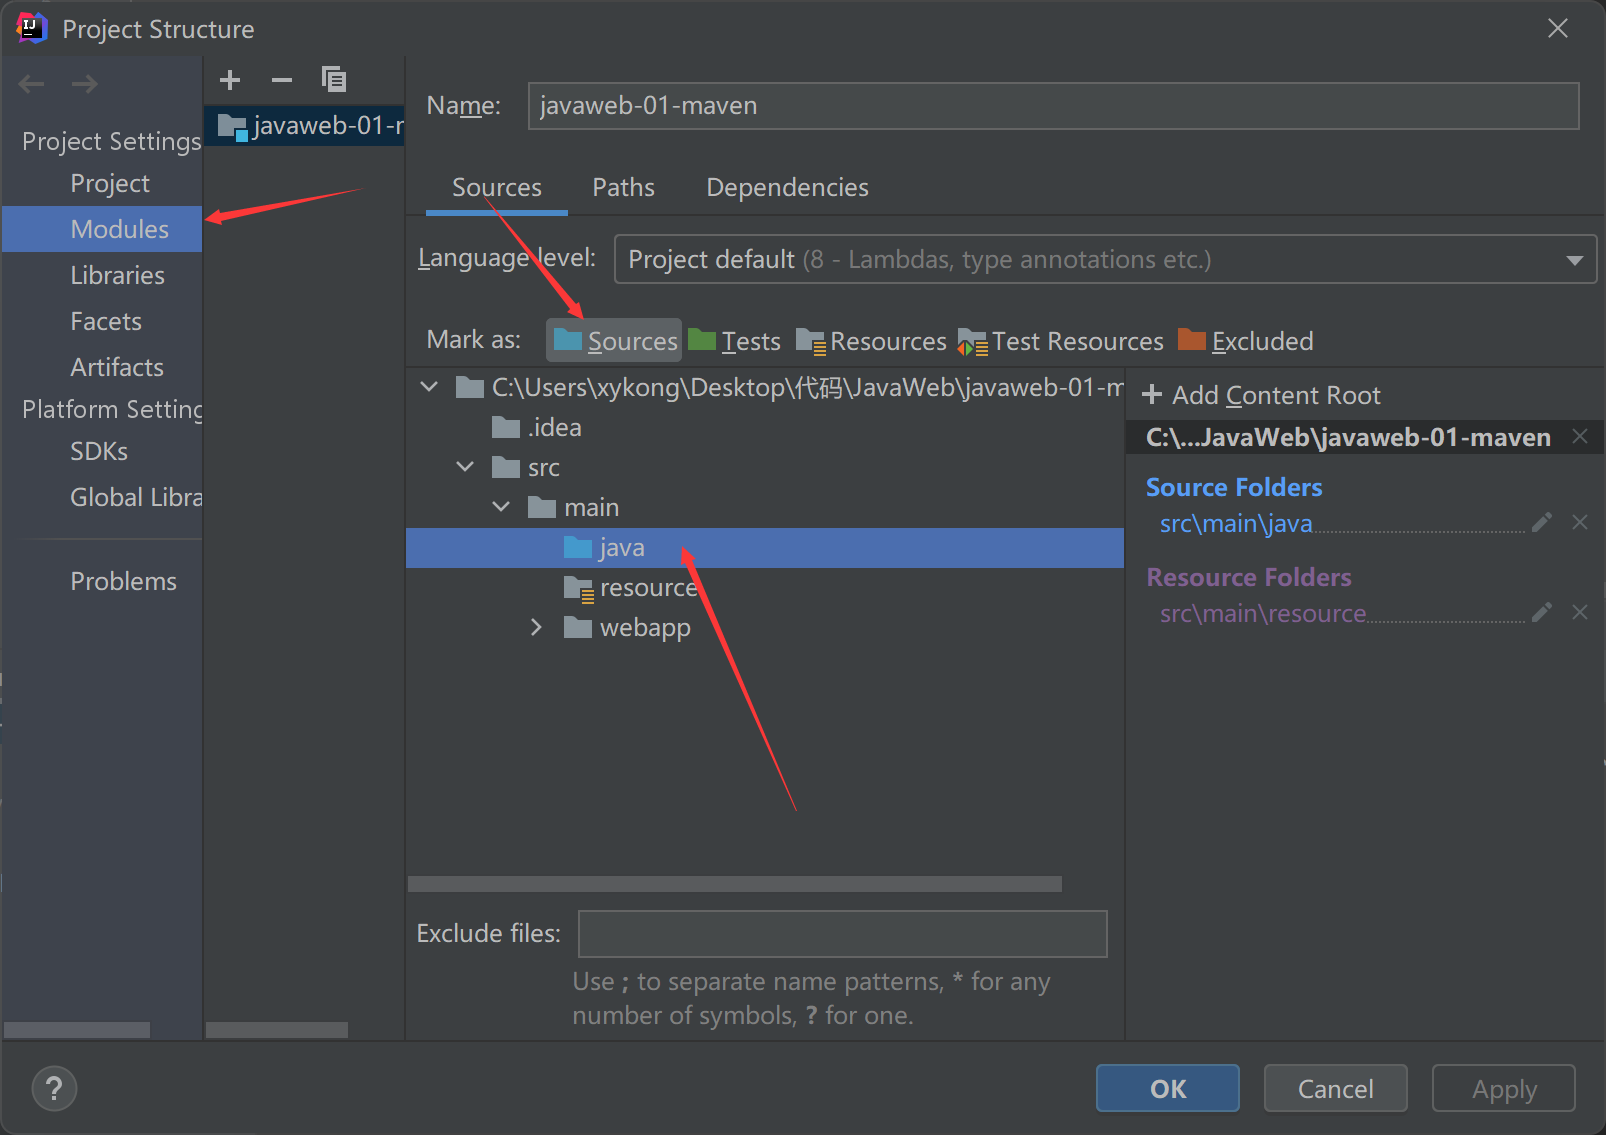 Project Structure
Project Settings
Project
Modules
Libraries
Facets
Artifacts
Platform Setting
SDKs
Global Libra
Problems
javaweb-01-r
Name: javaweb-01-maven
Sources Paths Dependencies
Language level: Project default (8 - Lambdas, type annotations etc.)
Mark as: Sources Tests Resources Test Resources Excluded
C:\Users\xykong\Desktop\代码\JavaWeb\javaweb-01-m
.idea
src
main
java
resource
webapp
Exclude files:
Use ; to separate name patterns, * for any
number of symbols, ? for one.
Add Content Root
C:\...JavaWeb\javaweb-01-maven
Source Folders
src\main\java
Resource Folders
src\main\resource
?
OK Cancel Apply